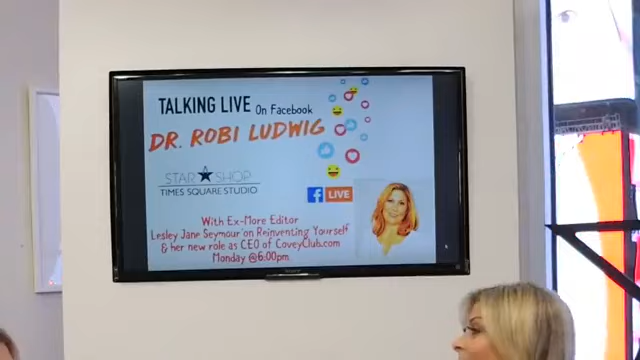 TALKING LIVE On Facebook
DR. ROBI LUDWIG
STAR SHOP
TIMES SQUARE STUDIO
f LIVE
With Ex-More Editor
Lesley Jane Seymour on Reinventing Yourself
& her new role as CEO of CoveyClub.com
Monday @6:00pm